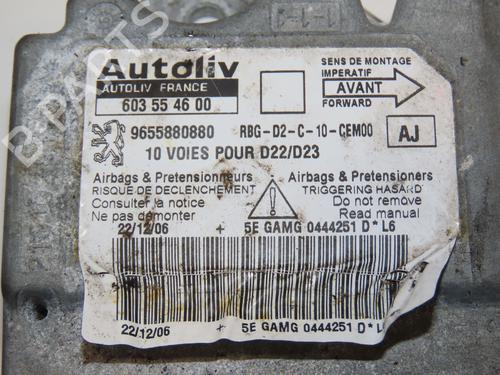 Autoliv
AUTOLIV FRANCE
603 55 46 00
SENS DE MONTAGE
IMPERATIF
AVANT
FORWARD
9655880880
RBG-D2-C-10-CEM00
AJ
10 VOIES POUR D22/D23
Airbags & Pretensionneurs
RISQUE DE DECLENCHEMENT
Consulter la notice
Ne pas démonter
Airbags & Pretensioners
TRIGGERING HASARD
Do not remove
Read manual
22/12/06 + 5E GAMG 0444251 D * L6
22/12/06 + 5E GAMG 0444251 D * L6